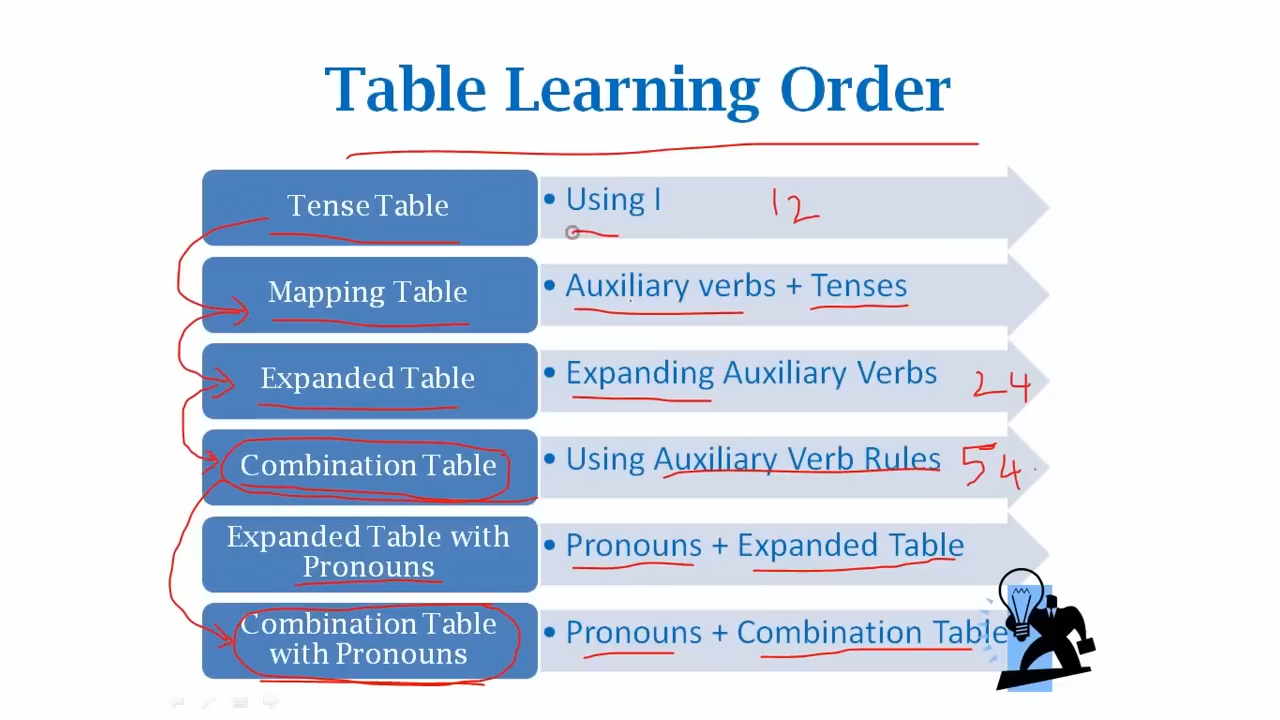 Table Learning Order
Tense Table
• Using I
12
Mapping Table
• Auxiliary verbs + Tenses
Expanded Table
• Expanding Auxiliary Verbs
24
Combination Table
• Using Auxiliary Verb Rules
54
Expanded Table with
Pronouns
• Pronouns + Expanded Table
Combination Table
with Pronouns
• Pronouns + Combination Table